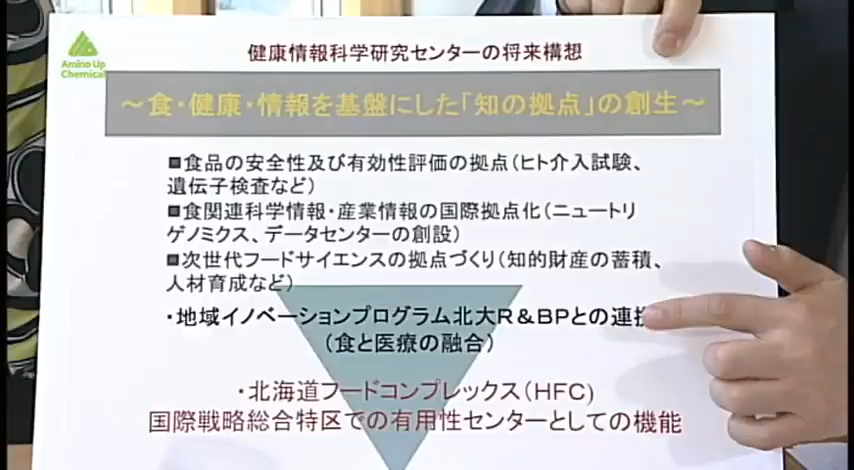 Amino Up
Chemical
健康情報科学研究センターの将来構想
～食・健康・情報を基盤にした「知の拠点」の創生～
■食品の安全性及び有効性評価の拠点(ヒト介入試験、
遺伝子検査など)
■食関連科学情報・産業情報の国際拠点化(ニュートリ
ゲノミクス、データセンターの創設)
■次世代フードサイエンスの拠点づくり(知的財産の蓄積、
人材育成など)
・地域イノベーションプログラム北大R&BPとの連
(食と医療の融合)
・北海道フードコンプレックス(HFC)
国際戦略総合特区での有用性センターとしての機能